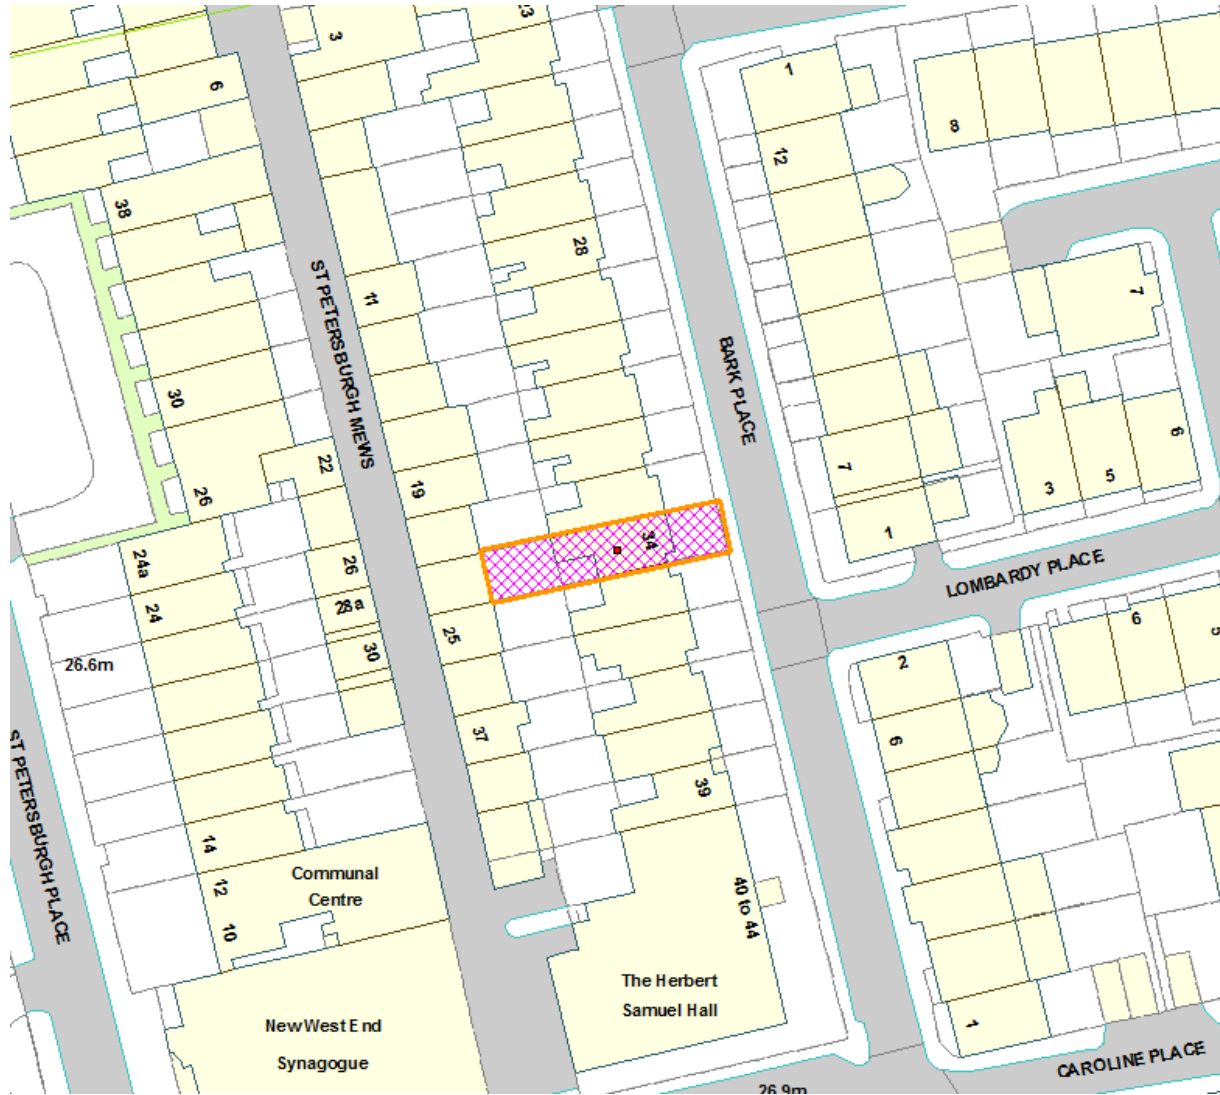 3
23
6
1
8
12
38
28
11
7
ST PETERSBURGH MEWS
BARK PLACE
30
22
7
6
26
19
3
5
34
1
24a
26
LOMBARDY PLACE
24
28a
25
6
5
26.6m
30
2
37
6
ST PETERSBURGH PLACE
39
14
Communal
Centre
12
40 to 44
10
The Herbert
Samuel Hall
New West End
Synagogue
1
CAROLINE PLACE
26.9m